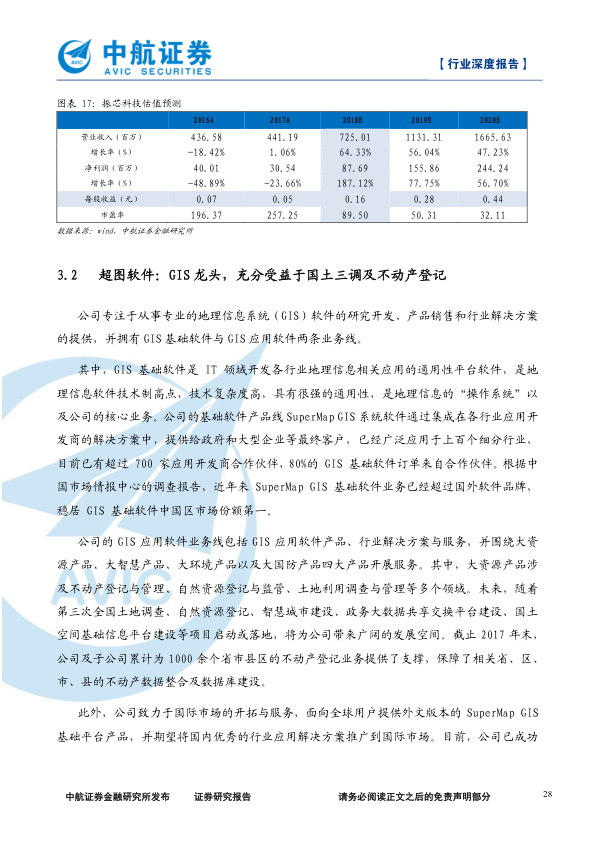 中航证券
AVIC SECURITIES
【行业深度报告】
图表 17：振芯科技估值预测
2016A 2017A 2018E 2019E 2020E
营业收入（百万） 436.58 441.19 725.01 1131.31 1665.63
增长率（%） -18.42% 1.06% 64.33% 56.04% 47.23%
净利润（百万） 40.01 30.54 87.69 155.86 244.24
增长率（%） -48.89% -23.66% 187.12% 77.75% 56.70%
每股收益（元） 0.07 0.05 0.16 0.28 0.44
市盈率 196.37 257.25 89.50 50.31 32.11
数据来源：wind、中航证券金融研究所
3.2 超图软件：GIS龙头，充分受益于国土三调及不动产登记
公司专注于从事专业的地理信息系统（GIS）软件的研究开发、产品销售和行业解决方案
的提供，并拥有GIS基础软件与GIS应用软件两条业务线。
其中，GIS 基础软件是 IT 领域开发各行业地理信息相关应用的通用性平台软件，是地
理信息软件技术制高点，技术复杂度高，具有很强的通用性，是地理信息的“操作系统”以
及公司的核心业务。公司的基础软件产品线SuperMap GIS系统软件通过集成在各行业应用开
发商的解决方案中，提供给政府和大型企业等最终客户，已经广泛应用于上百个细分行业，
目前已有超过 700 家应用开发商合作伙伴，80%的 GIS 基础软件订单来自合作伙伴。根据中
国市场情报中心的调查报告，近年来 SuperMap GIS 基础软件业务已经超过国外软件品牌，
稳居 GIS 基础软件中国区市场份额第一。
公司的GIS应用软件业务线包括GIS应用软件产品、行业解决方案与服务，并围绕大资
源产品、大智慧产品、大环境产品以及大国防产品四大产品开展服务。其中，大资源产品涉
及不动产登记与管理、自然资源登记与监管、土地利用调查与管理等多个领域。未来，随着
第三次全国土地调查、自然资源登记、智慧城市建设、政务大数据共享交换平台建设、国土
空间基础信息平台建设等项目启动或落地，将为公司带来广阔的发展空间。截止2017年末，
公司及子公司累计为1000余个省市县区的不动产登记业务提供了支撑，保障了相关省、区、
市、县的不动产数据整合及数据库建设。
此外，公司致力于国际市场的开拓与服务，面向全球用户提供外文版本的 SuperMap GIS
基础平台产品，并期望将国内优秀的行业应用解决方案推广到国际市场。目前，公司已成功
AVIC
中航证券金融研究所发布 证券研究报告 请务必阅读正文之后的免责声明部分 28